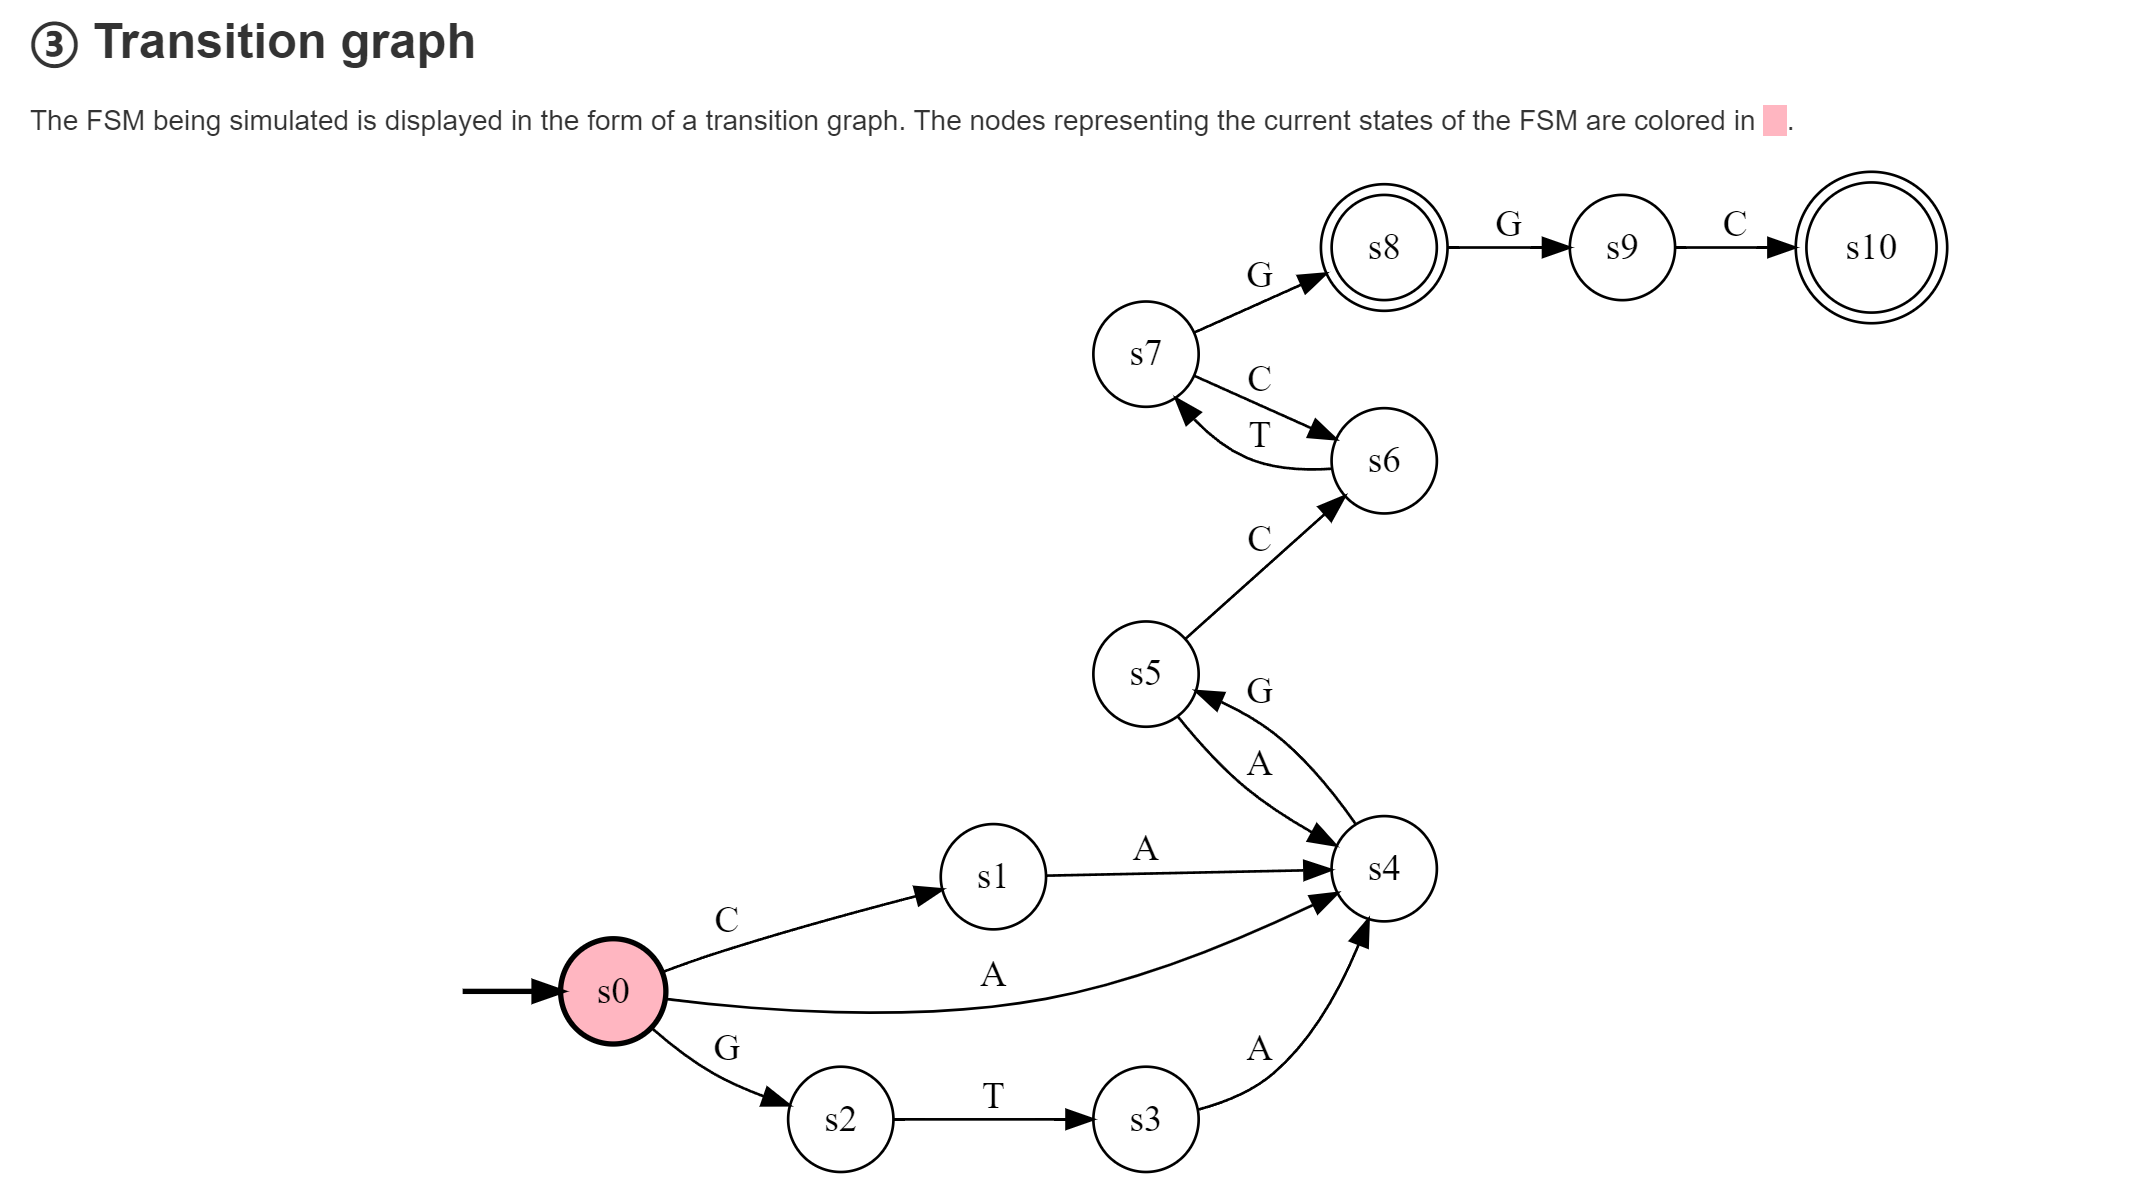 ③ Transition graph
The FSM being simulated is displayed in the form of a transition graph. The nodes representing the current states of the FSM are colored in .
s8
G
s9
C
s10
G
s7
C
T
s6
C
s5
G
A
s4
A
s1
C
A
s0
G
A
s2
T
s3